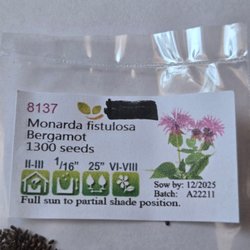 8137
Monarda fistulosa
Bergamot
1300 seeds
II-III 1/16" 25" VI-VIII
Sow by: 12/2025
Batch: A22211
Full sun to partial shade position.